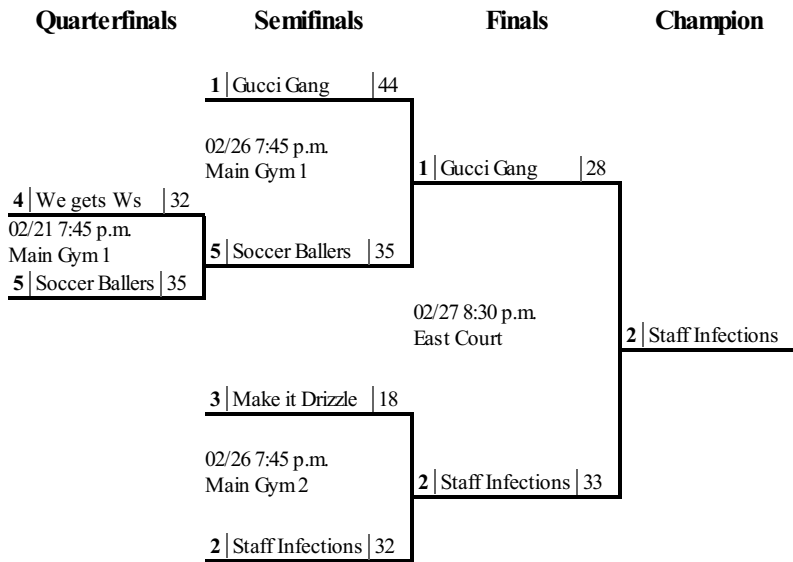 Quarterfinals Semifinals Finals Champion
1 Gucci Gang 44
02/26 7:45 p.m.
Main Gym 1
1 Gucci Gang 28
4 We gets Ws 32
02/21 7:45 p.m.
Main Gym 1
5 Soccer Ballers 35
5 Soccer Ballers 35
02/27 8:30 p.m.
East Court
2 Staff Infections
3 Make it Drizzle 18
02/26 7:45 p.m.
Main Gym 2
2 Staff Infections 33
2 Staff Infections 32